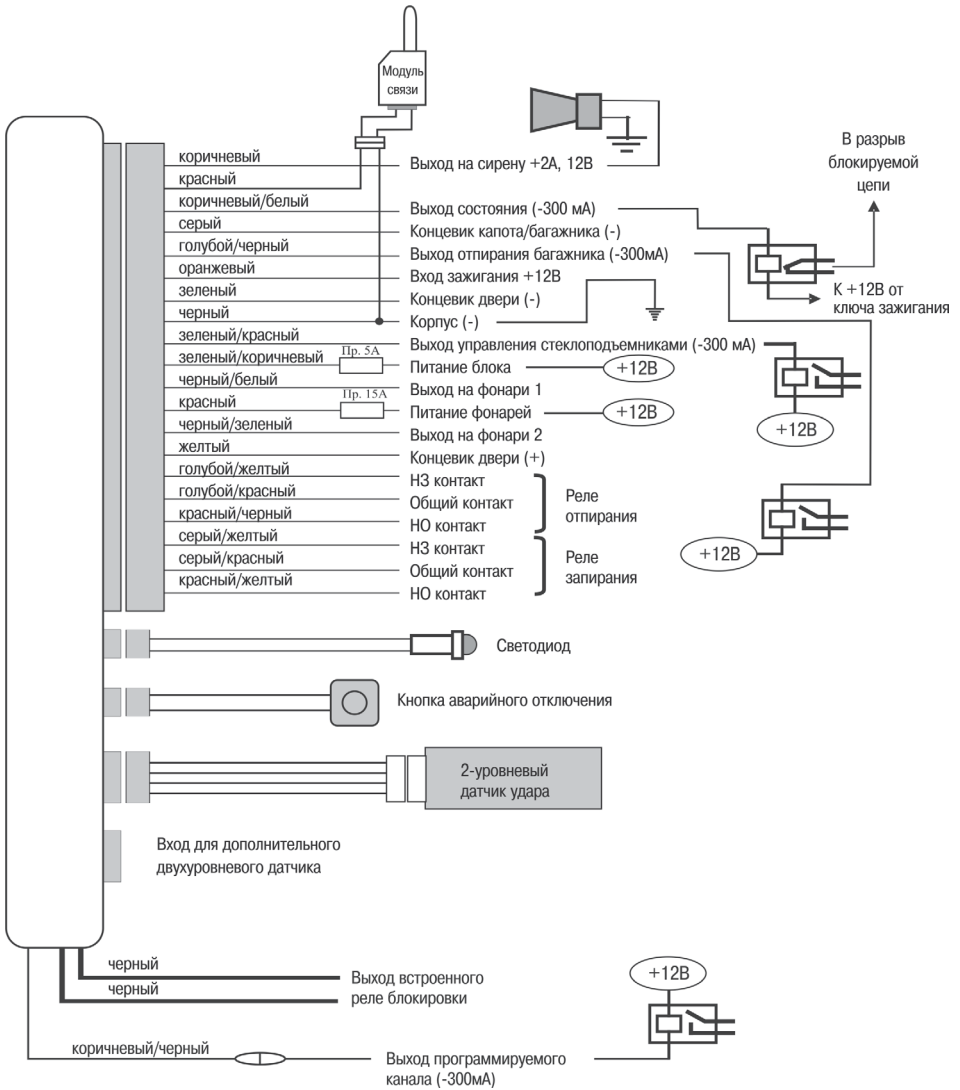 Модуль
связи
В разрыв
блокируемой
цепи
коричневый
Выход на сирену +2А, 12В
красный
коричневый/белый
Выход состояния (-300 мА)
серый
Концевик капота/багажника (-)
голубой/черный
Выход отпирания багажника (-300мА)
оранжевый
Вход зажигания +12В
К +12В от
ключа зажигания
зеленый
Концевик двери (-)
черный
Корпус (-)
зеленый/красный
Выход управления стеклоподъемниками (-300 мА)
зеленый/коричневый
Пр. 5А
Питание блока
+12В
черный/белый
Выход на фонари 1
красный
Пр. 15А
Питание фонарей
+12В
+12В
черный/зеленый
Выход на фонари 2
желтый
Концевик двери (+)
голубой/желтый
НЗ контакт
голубой/красный
Общий контакт
Реле
отпирания
красный/черный
НО контакт
серый/желтый
НЗ контакт
+12В
серый/красный
Общий контакт
Реле
запирания
красный/желтый
НО контакт
Светодиод
Кнопка аварийного отключения
2-уровневый
датчик удара
Вход для дополнительного
двухуровневого датчика
черный
черный
Выход встроенного
реле блокировки
+12В
коричневый/черный
Выход программируемого
канала (-300мА)